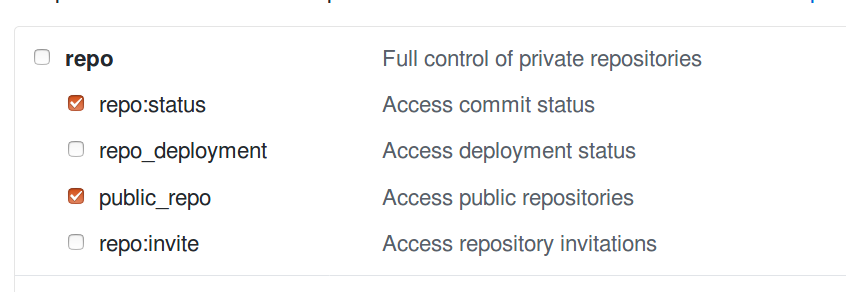 repo Full control of private repositories
repo:status Access commit status
repo_deployment Access deployment status
public_repo Access public repositories
repo:invite Access repository invitations